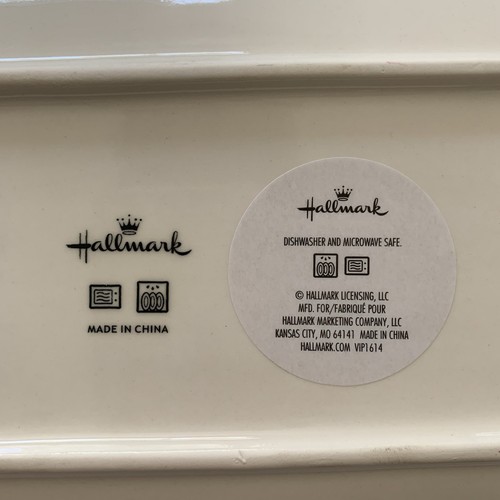 Hallmark
MADE IN CHINA
Hallmark
DISHWASHER AND MICROWAVE SAFE.
© HALLMARK LICENSING, LLC
MFD. FOR/FABRIQUÉ POUR
HALLMARK MARKETING COMPANY, LLC
KANSAS CITY, MO 64141 MADE IN CHINA
HALLMARK.COM VIP1614